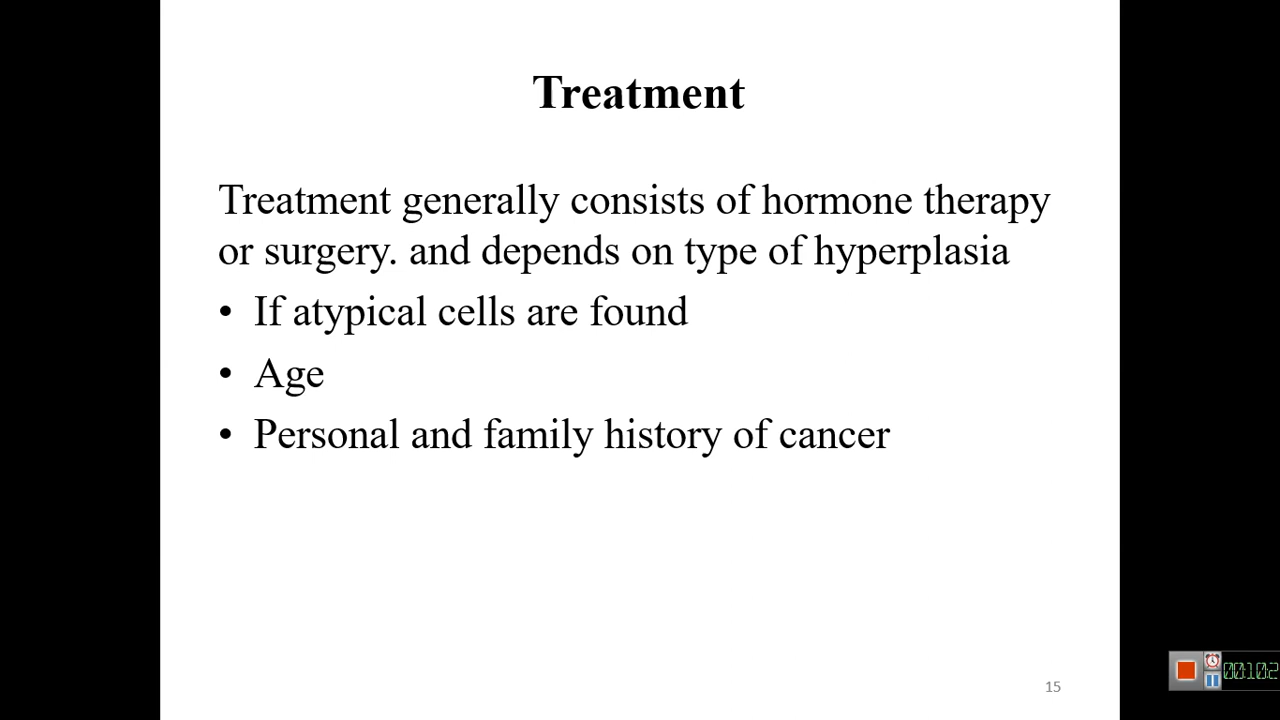 Treatment
Treatment generally consists of hormone therapy
or surgery. and depends on type of hyperplasia
• If atypical cells are found
• Age
• Personal and family history of cancer
15